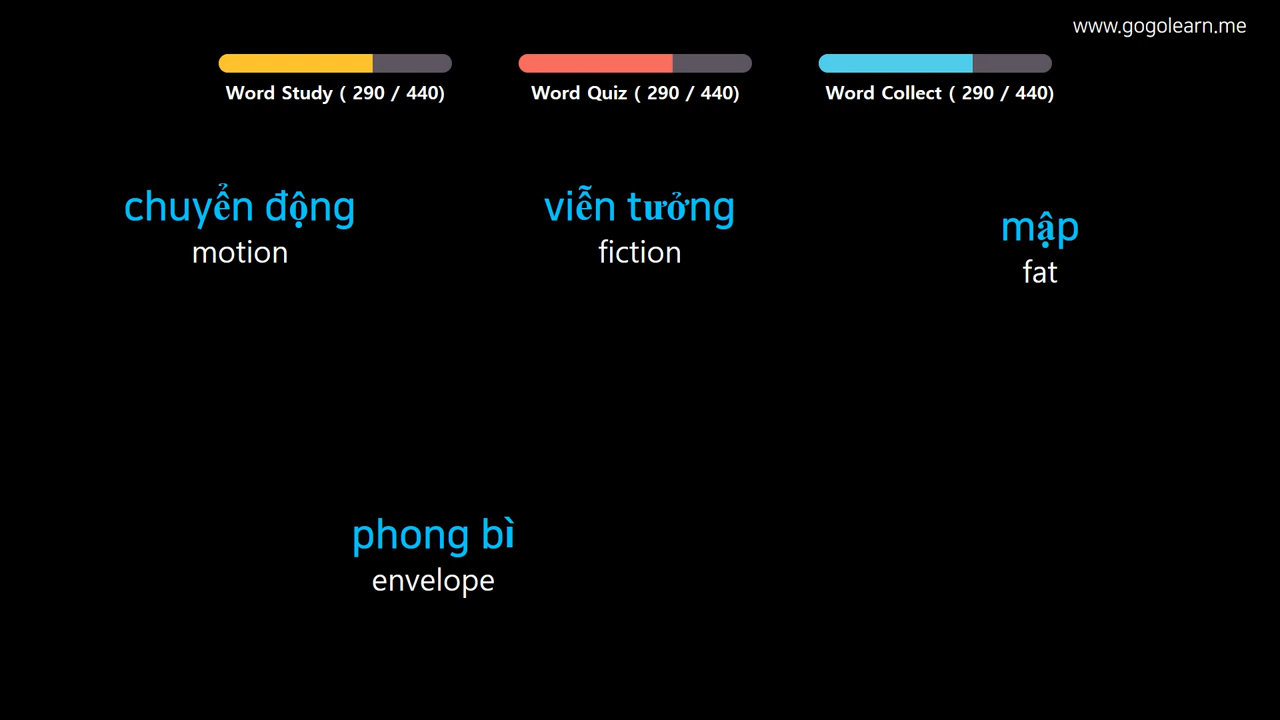 www.gogolearn.me
Word Study ( 290 / 440)
Word Quiz ( 290 / 440)
Word Collect ( 290 / 440)
chuyển động
motion
viễn tưởng
fiction
mập
fat
phong bì
envelope